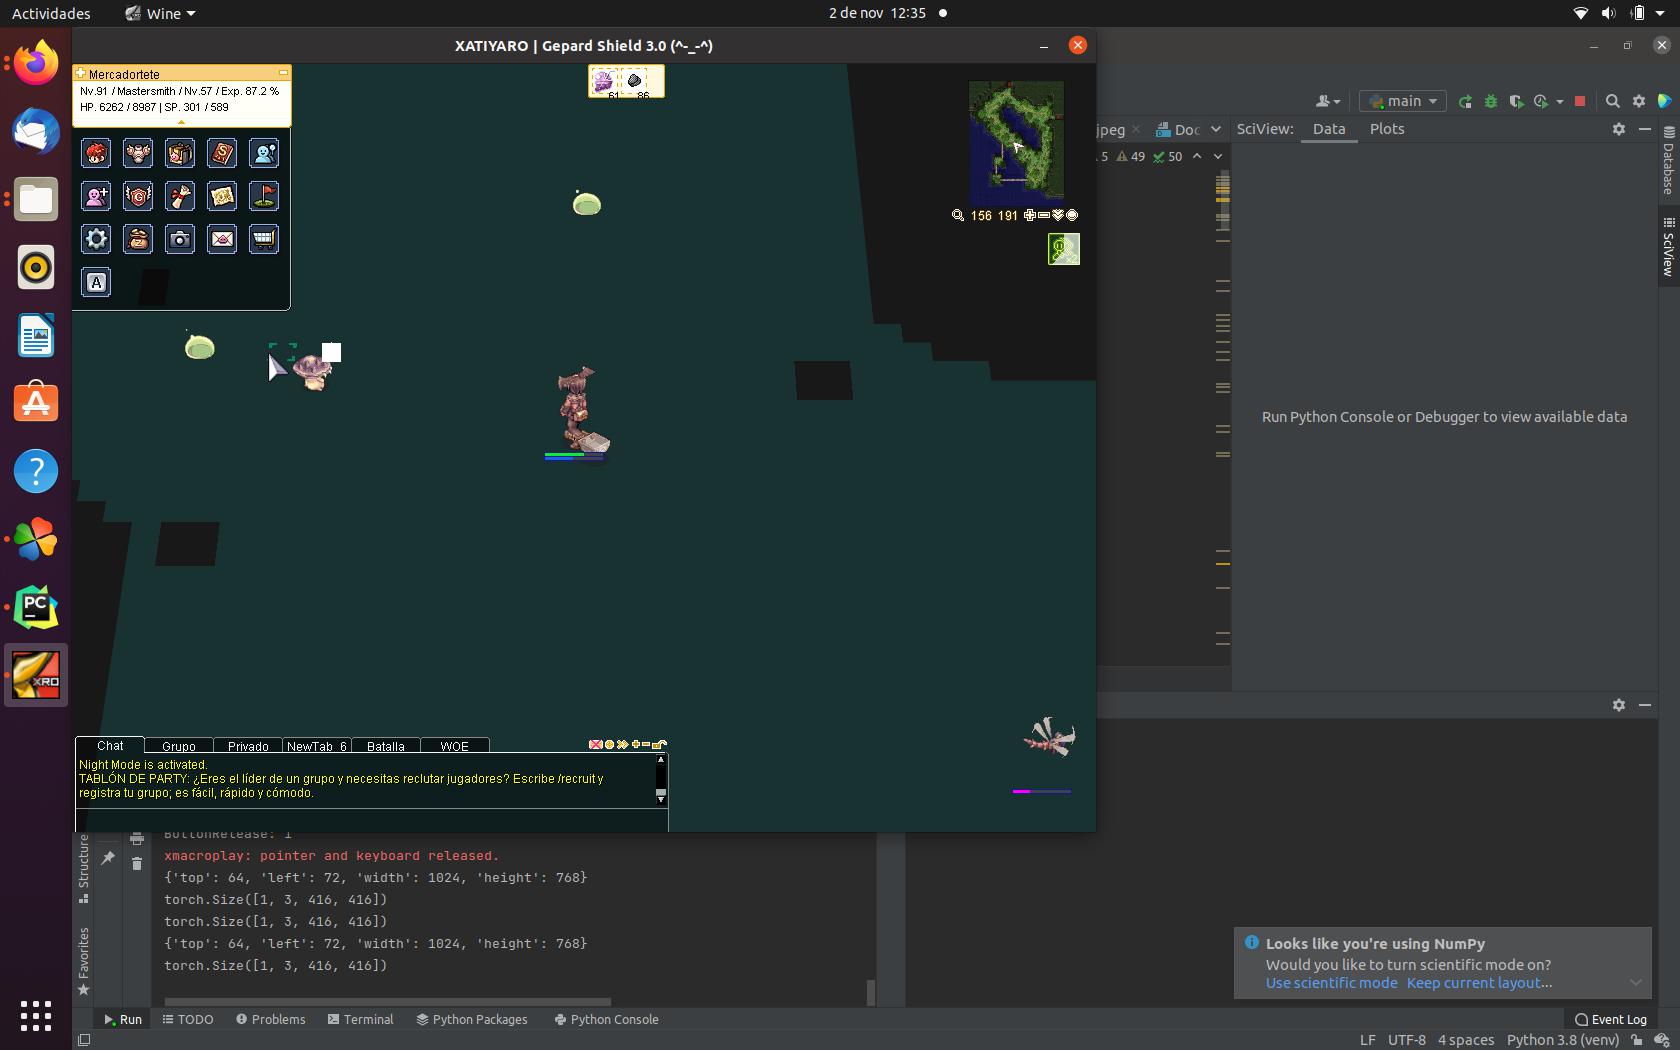 Actividades
Wine
2 de nov 12:35
XATIYARO | Gepard Shield 3.0 (^-_-^)
Mercadortete
Nv.91 / Mastersmith / Nv.57 / Exp. 87.2 %
HP. 6262 / 8987 | SP. 301 / 589
61 86
156 191
A
main
jpeg
Doc
SciView: Data Plots
5 49 50
Database
SciView
Run Python Console or Debugger to view available data
PC
XRO
Chat Grupo Privado NewTab_6 Batalla WOE
Night Mode is activated.
TABLÓN DE PARTY: ¿Eres el líder de un grupo y necesitas reclutar jugadores? Escribe /recruit y
registra tu grupo; es fácil, rápido y cómodo.
ButtonRelease: 1
xmacroplay: pointer and keyboard released.
{'top': 64, 'left': 72, 'width': 1024, 'height': 768}
torch.Size([1, 3, 416, 416])
torch.Size([1, 3, 416, 416])
{'top': 64, 'left': 72, 'width': 1024, 'height': 768}
torch.Size([1, 3, 416, 416])
Structure
Favorites
Looks like you're using NumPy
Would you like to turn scientific mode on?
Use scientific mode Keep current layout...
Run TODO Problems Terminal Python Packages Python Console
Event Log
LF UTF-8 4 spaces Python 3.8 (venv)